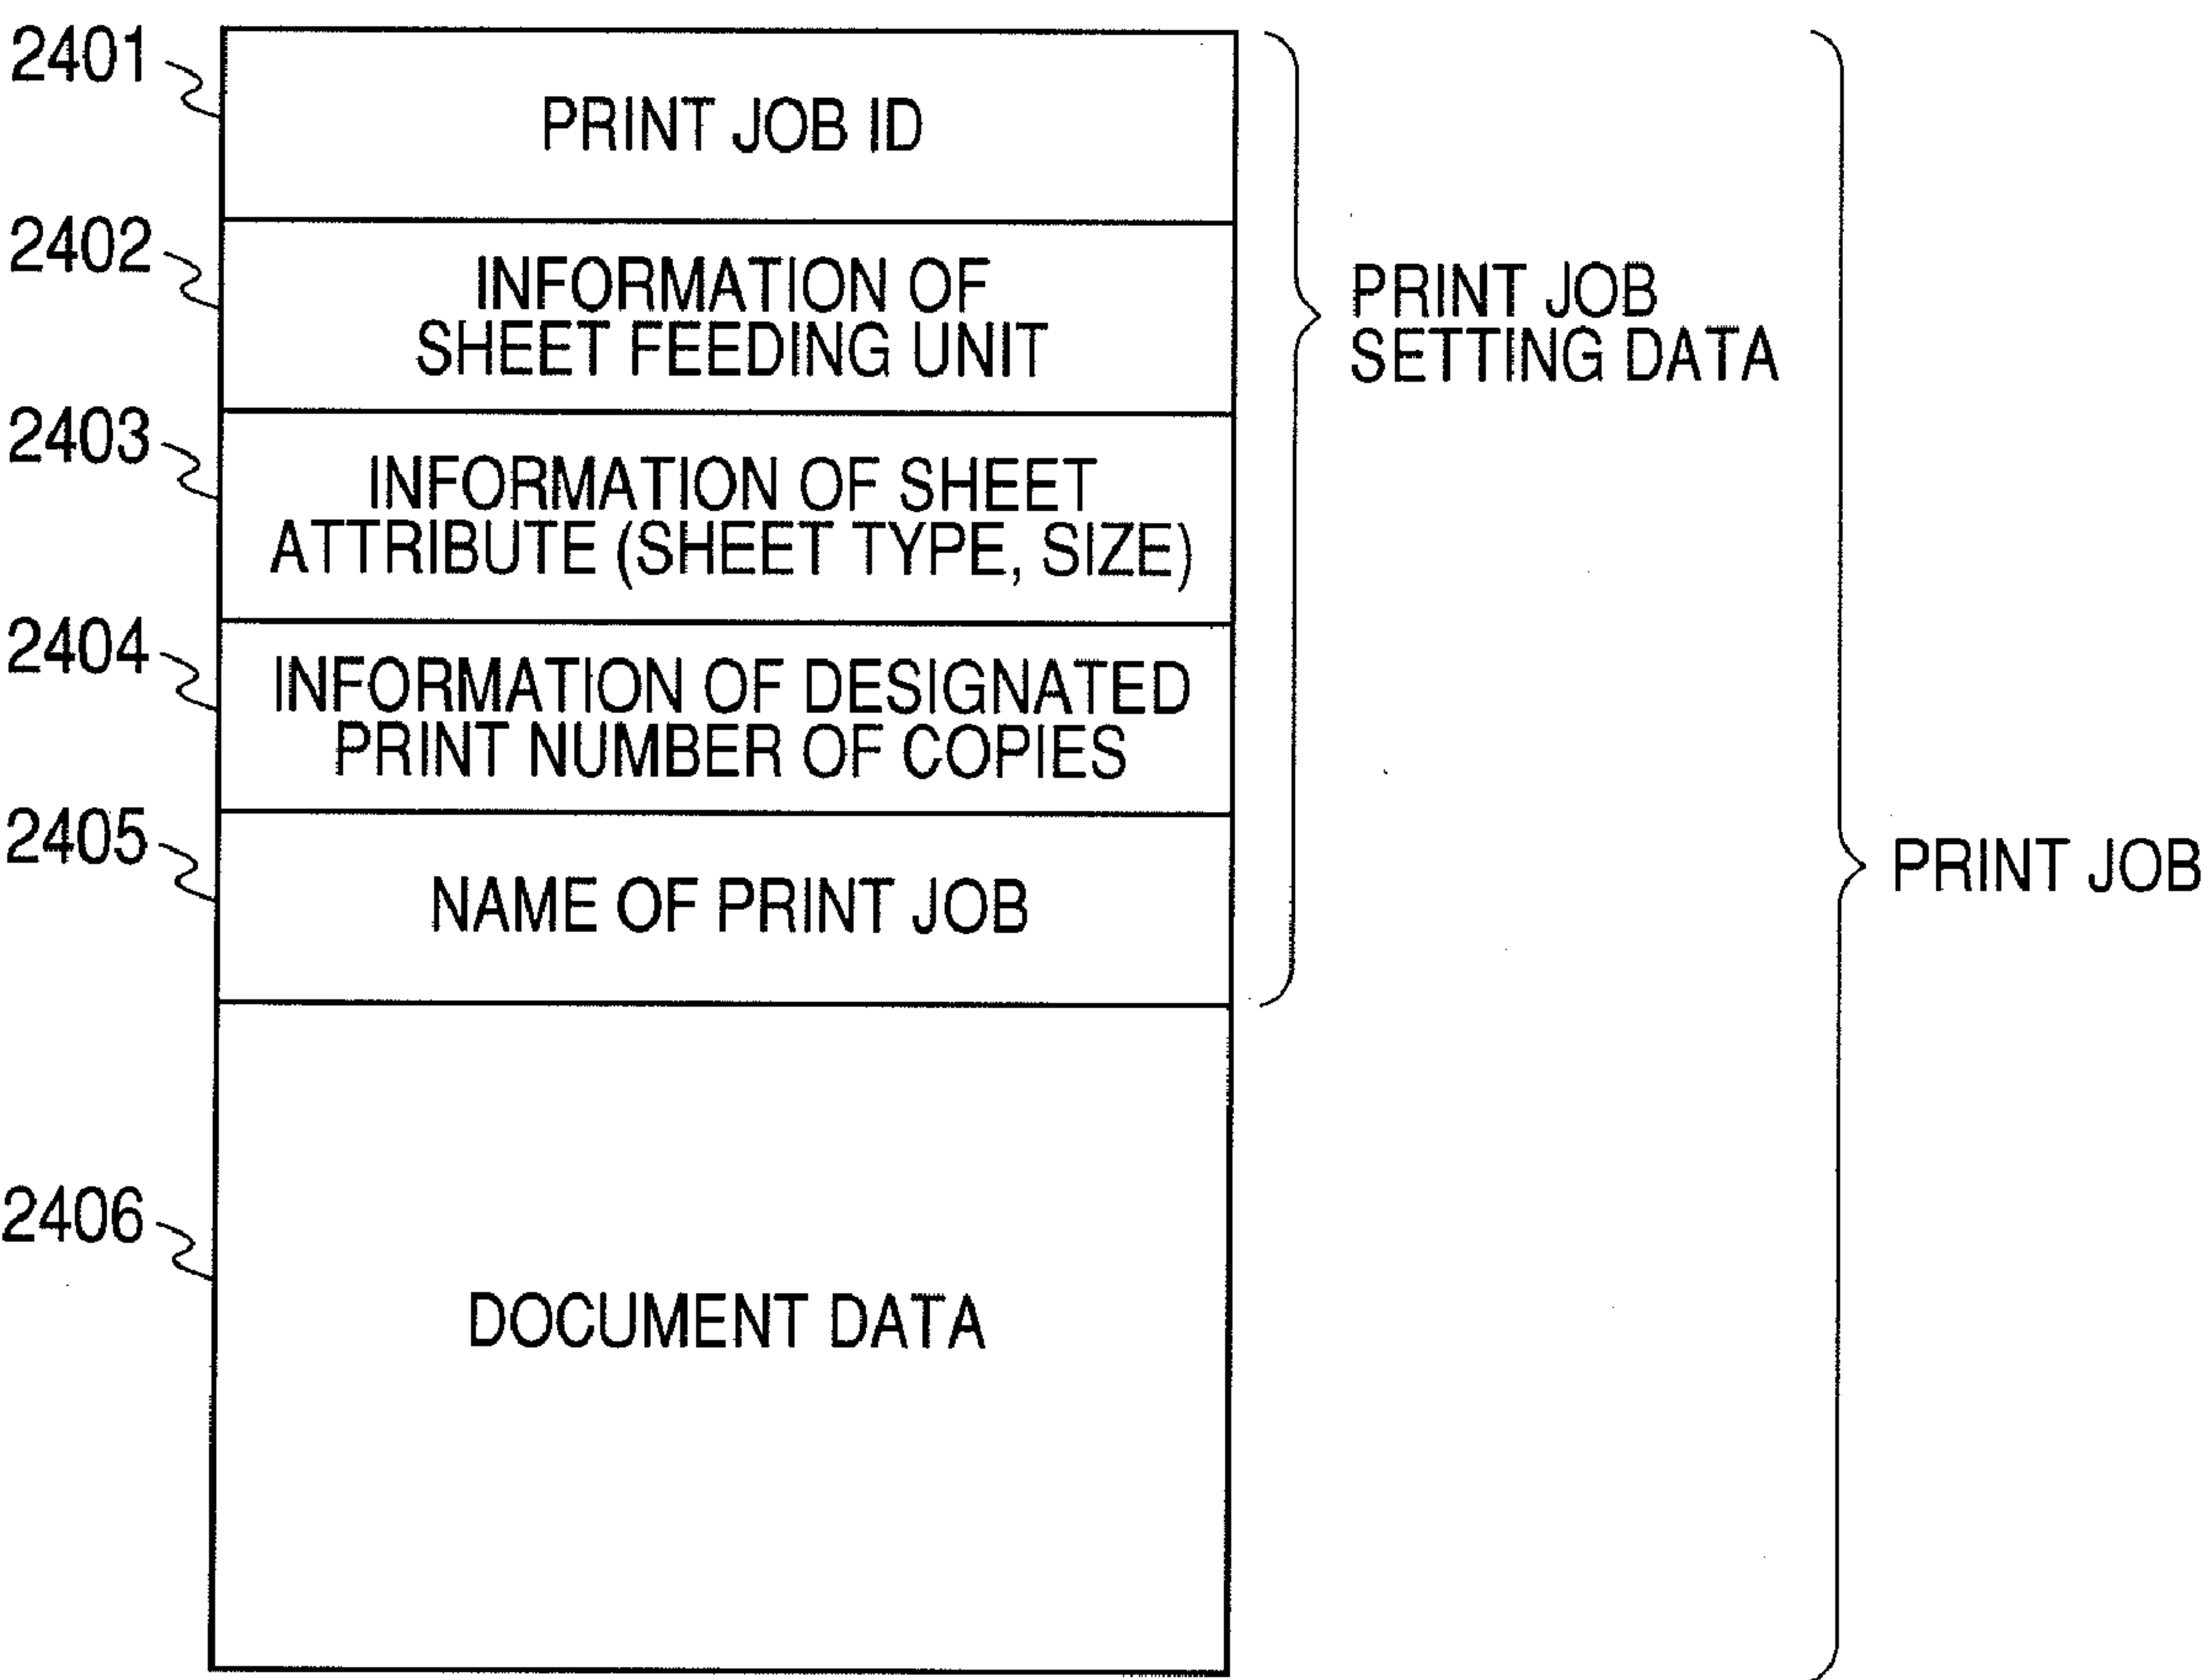 2401
PRINT JOB ID
2402
INFORMATION OF
SHEET FEEDING UNIT
2403
INFORMATION OF SHEET
ATTRIBUTE (SHEET TYPE, SIZE)
2404
INFORMATION OF DESIGNATED
PRINT NUMBER OF COPIES
2405
NAME OF PRINT JOB
2406
DOCUMENT DATA
PRINT JOB
SETTING DATA
PRINT JOB